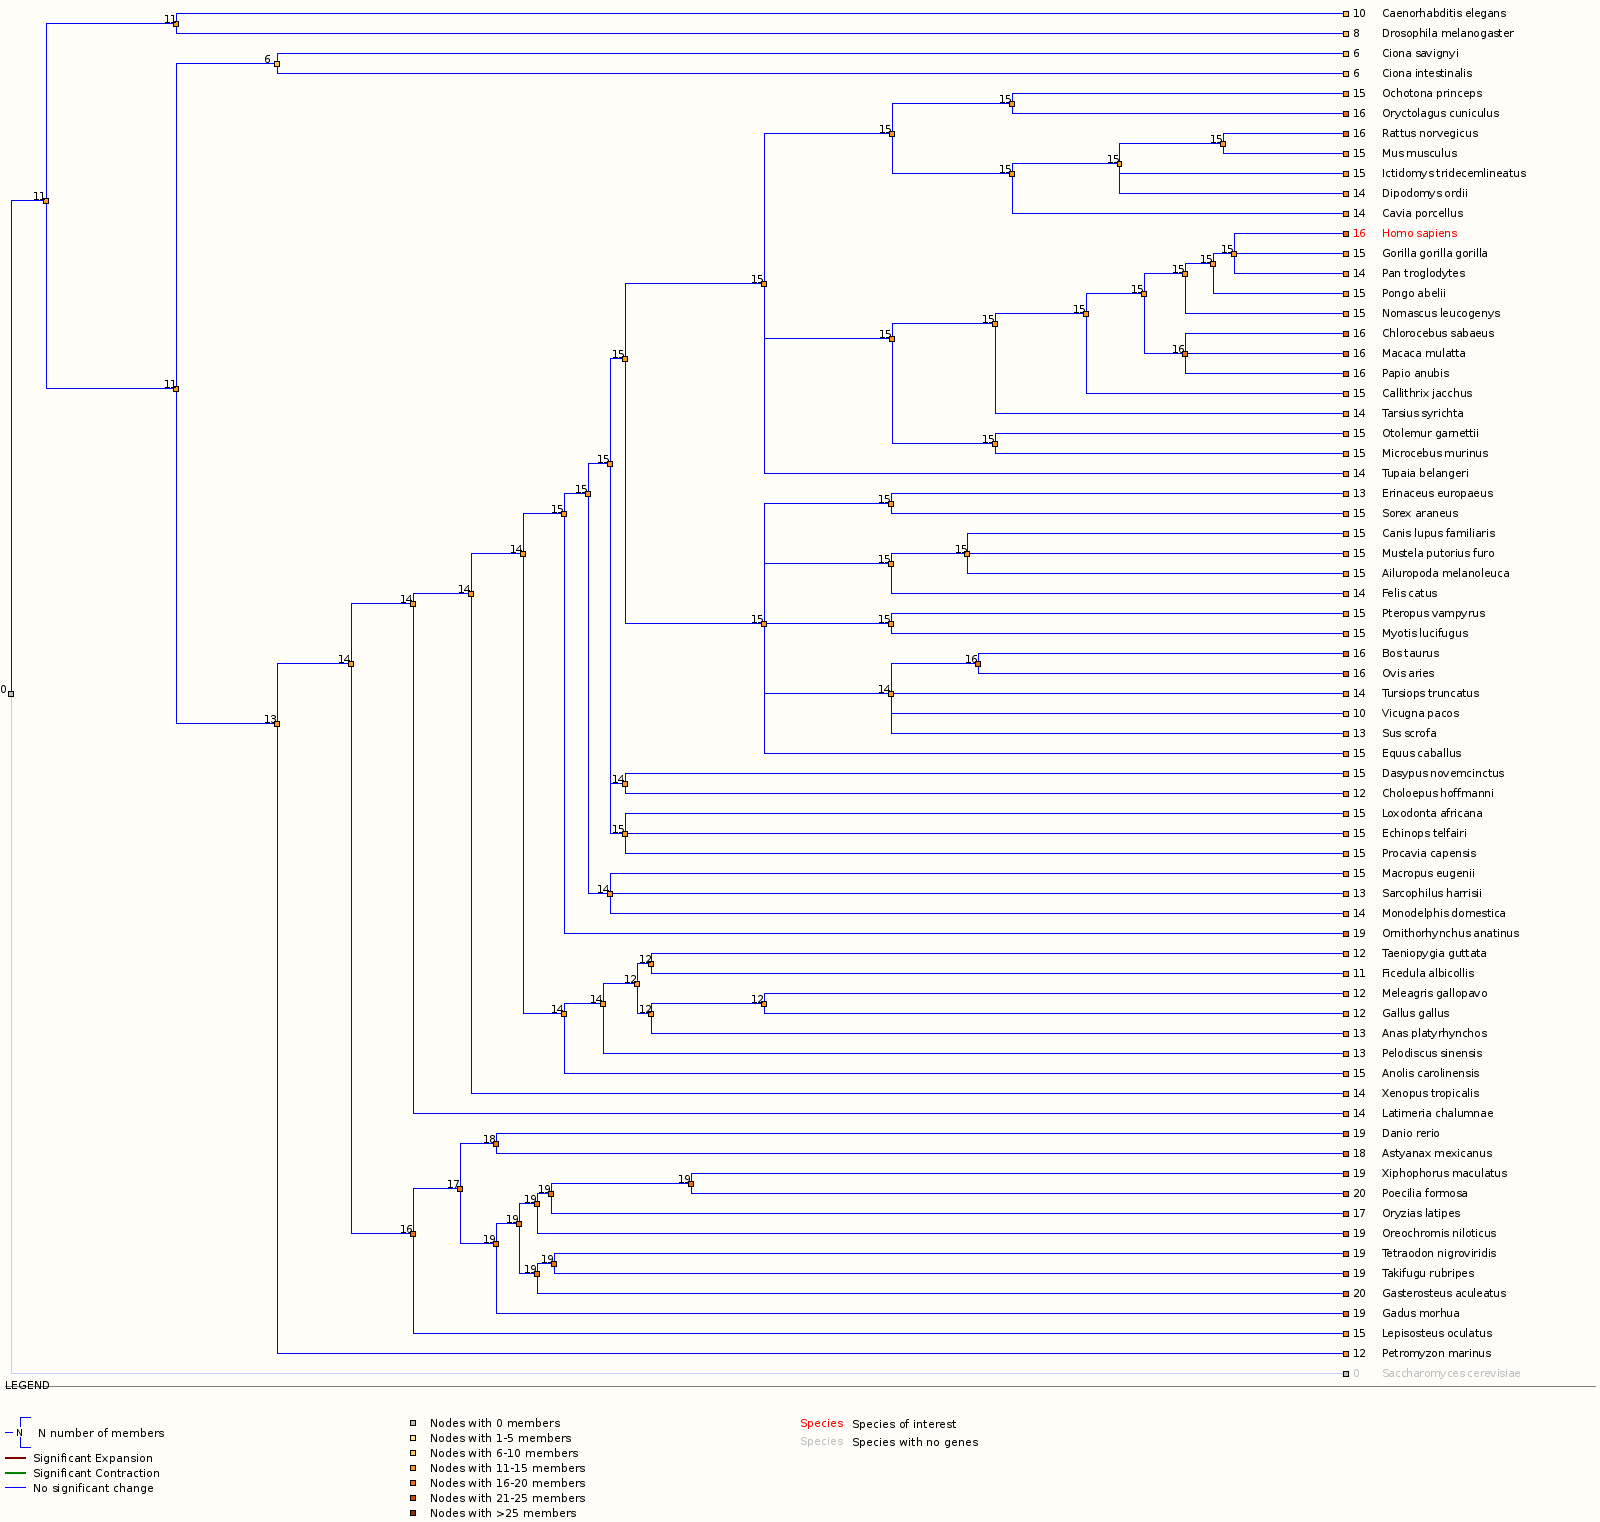 11 10 Caenorhabditis elegans
8 Drosophila melanogaster
6 6 Ciona savignyi
6 Ciona intestinalis
15 15 Ochotona princeps
16 Oryctolagus cuniculus
15 16 Rattus norvegicus
15 15 Mus musculus
15 15 15 Ictidomys tridecemlineatus
14 Dipodomys ordii
11 14 Cavia porcellus
16 Homo sapiens
15 15 Gorilla gorilla gorilla
15 15 14 Pan troglodytes
15 15 Pongo abelii
15 15 15 Nomascus leucogenys
15 16 Chlorocebus sabaeus
15 16 16 Macaca mulatta
16 Papio anubis
11 15 Callithrix jacchus
14 Tarsius syrichta
15 15 Otolemur garnettii
15 Microcebus murinus
15 14 Tupaia belangeri
15 15 13 Erinaceus europaeus
15 15 Sorex araneus
15 Canis lupus familiaris
14 15 15 Mustela putorius furo
15 15 Ailuropoda melanoleuca
14 14 14 Felis catus
15 Pteropus vampyrus
15 15 15 Myotis lucifugus
14 16 16 Bos taurus
16 Ovis aries
0 14 14 Tursiops truncatus
10 Vicugna pacos
13 13 Sus scrofa
15 Equus caballus
14 15 Dasypus novemcinctus
12 Choloepus hoffmanni
15 Loxodonta africana
15 15 Echinops telfairi
15 Procavia capensis
15 Macropus eugenii
14 13 Sarcophilus harrisii
14 Monodelphis domestica
19 Ornithorhynchus anatinus
12 12 Taeniopygia guttata
12 11 Ficedula albicollis
14 12 12 Meleagris gallopavo
14 12 12 Gallus gallus
13 Anas platyrhynchos
13 Pelodiscus sinensis
15 Anolis carolinensis
14 Xenopus tropicalis
14 Latimeria chalumnae
18 19 Danio rerio
18 Astyanax mexicanus
19 19 Xiphophorus maculatus
17 19 20 Poecilia formosa
19 17 Oryzias latipes
16 19 19 Oreochromis niloticus
19 19 19 Tetraodon nigroviridis
19 19 Takifugu rubripes
20 Gasterosteus aculeatus
19 Gadus morhua
15 Lepisosteus oculatus
12 Petromyzon marinus
0 Saccharomyces cerevisiae
LEGEND
N N number of members
Significant Expansion
Significant Contraction
No significant change
Nodes with 0 members
Nodes with 1-5 members
Nodes with 6-10 members
Nodes with 11-15 members
Nodes with 16-20 members
Nodes with 21-25 members
Nodes with >25 members
Species Species of interest
Species Species with no genes